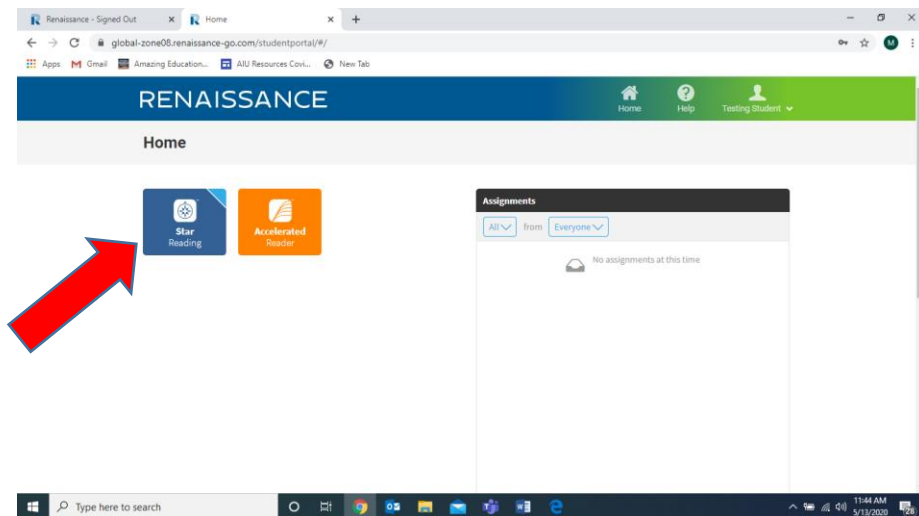 Renaissance - Signed Out
Home
global-zone08.renaissance-go.com/studentportal/#/
M
Apps
Gmail
Amazing Education...
AIU Resources Covi...
New Tab
RENAISSANCE
Home
Help
Testing Student
Home
Star
Reading
Accelerated
Reader
Assignments
All from Everyone
No assignments at this time
Type here to search
11:44 AM
5/13/2020
28